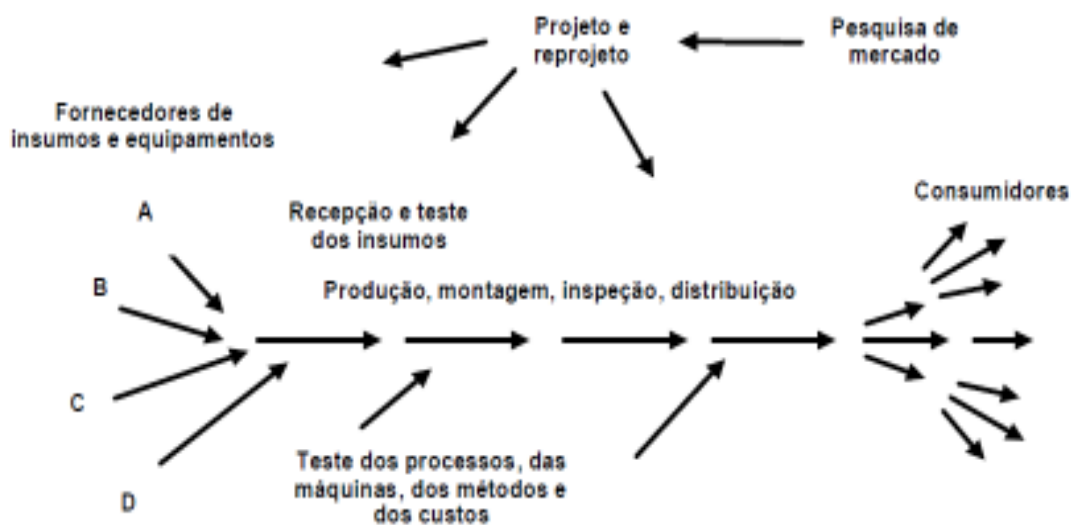 Projeto e
reprojeto
Pesquisa de
mercado
Fornecedores de
insumos e equipamentos
Consumidores
A
Recepção e teste
dos insumos
B
Produção, montagem, inspeção, distribuição
C
Teste dos processos, das
máquinas, dos métodos e
dos custos
D